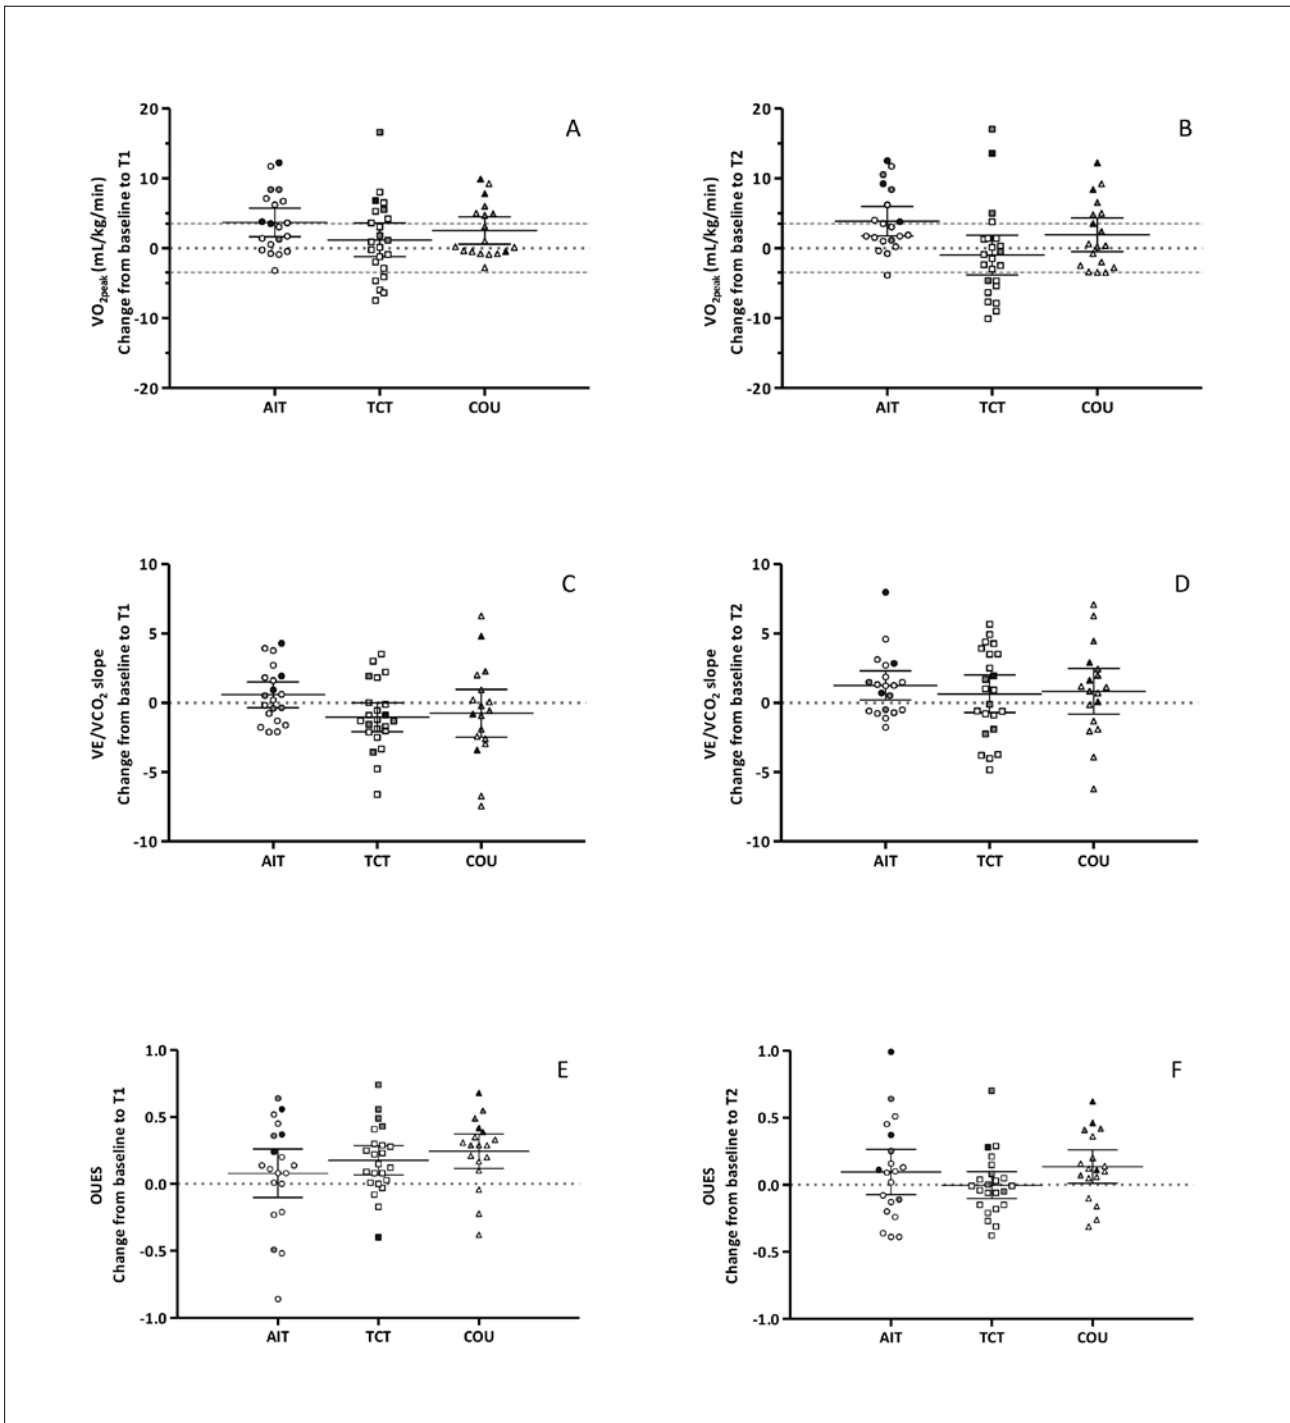 A
VO2peak (mL/kg/min)
Change from baseline to T1
20
10
0
-10
-20
AIT TCT COU
B
VO2peak (mL/kg/min)
Change from baseline to T2
20
10
0
-10
-20
AIT TCT COU
C
VE/VCO2 slope
Change from baseline to T1
10
5
0
-5
-10
AIT TCT COU
D
VE/VCO2 slope
Change from baseline to T2
10
5
0
-5
-10
AIT TCT COU
E
OUES
Change from baseline to T1
1.0
0.5
0.0
-0.5
-1.0
AIT TCT COU
F
OUES
Change from baseline to T2
1.0
0.5
0.0
-0.5
-1.0
AIT TCT COU